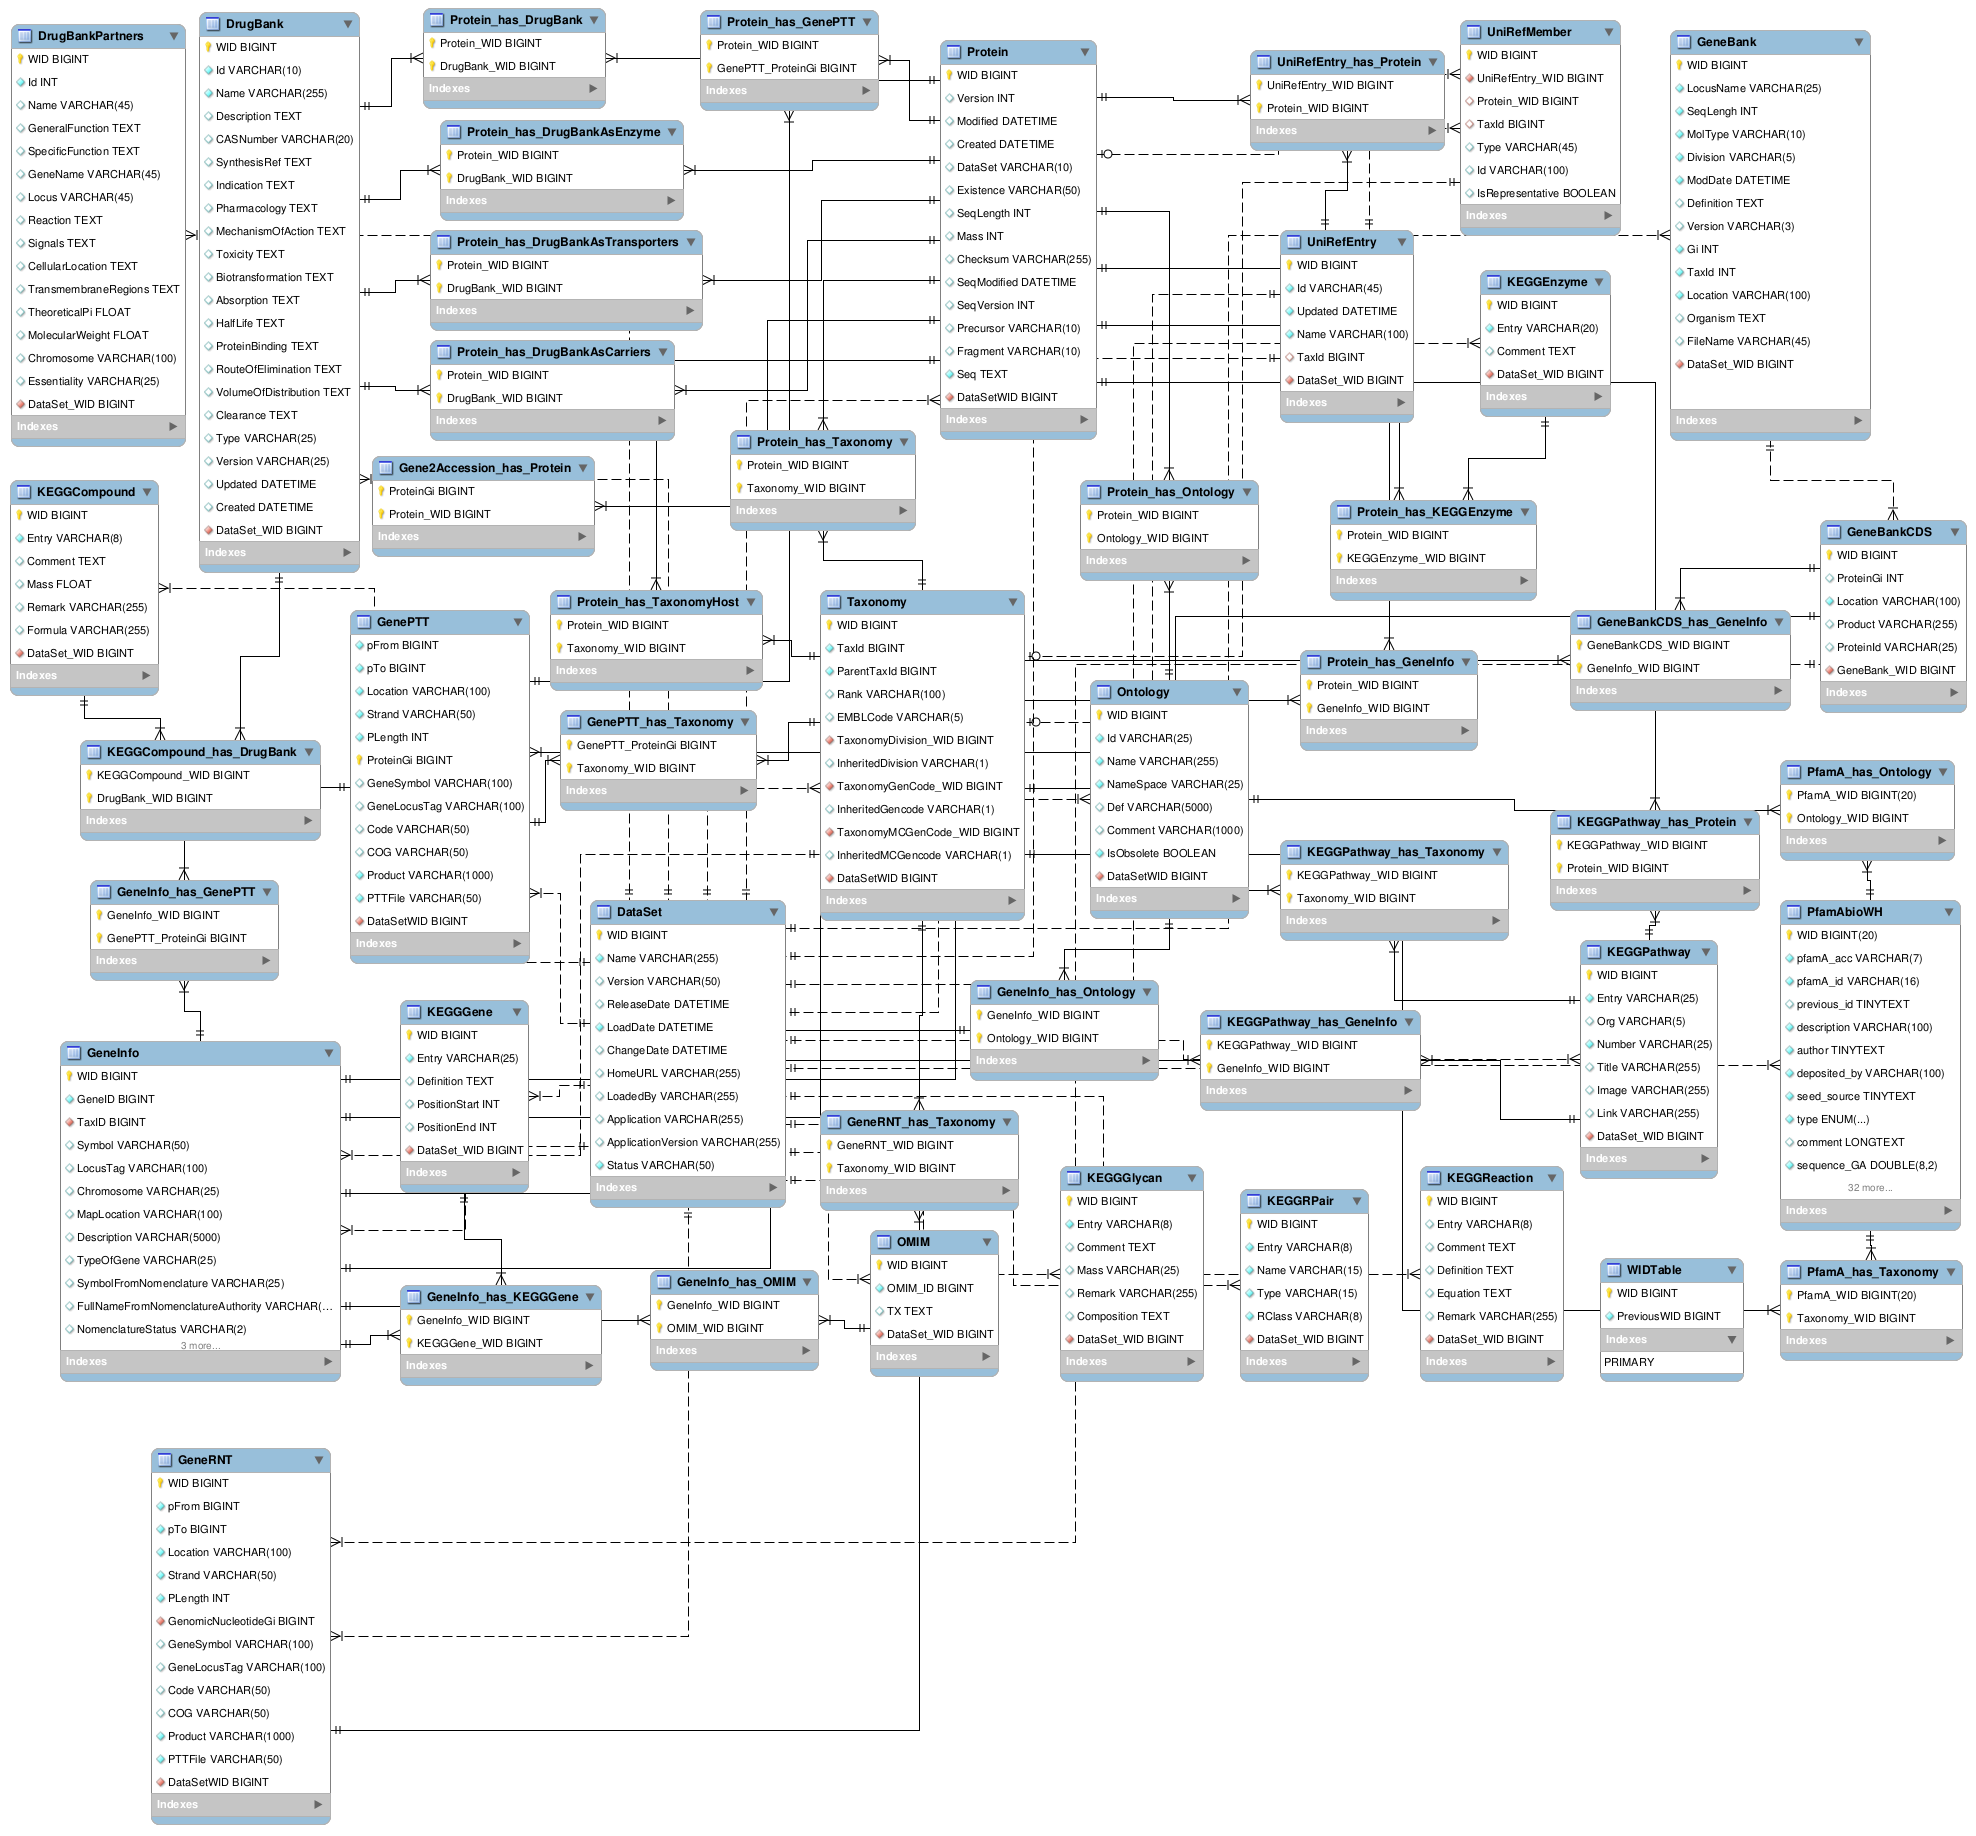 DrugBankPartners
WID BIGINT
Id INT
Name VARCHAR(45)
GeneralFunction TEXT
SpecificFunction TEXT
GeneName VARCHAR(45)
Locus VARCHAR(45)
Reaction TEXT
Signals TEXT
CellularLocation TEXT
TransmembraneRegions TEXT
TheoreticalPi FLOAT
MolecularWeight FLOAT
Chromosome VARCHAR(100)
Essentiality VARCHAR(25)
DataSet_WID BIGINT
Indexes
DrugBank
WID BIGINT
Id VARCHAR(10)
Name VARCHAR(255)
Description TEXT
CASNumber VARCHAR(20)
SynthesisRef TEXT
Indication TEXT
Pharmacology TEXT
MechanismOfAction TEXT
Toxicity TEXT
Biotransformation TEXT
Absorption TEXT
HalfLife TEXT
ProteinBinding TEXT
RouteOfElimination TEXT
VolumeOfDistribution TEXT
Clearance TEXT
Type VARCHAR(25)
Version VARCHAR(25)
Updated DATETIME
Created DATETIME
DataSet_WID BIGINT
Indexes
Protein_has_DrugBank
Protein_WID BIGINT
DrugBank_WID BIGINT
Indexes
Protein_has_GenePTT
Protein_WID BIGINT
GenePTT_ProteinGi BIGINT
Indexes
Protein_has_DrugBankAsEnzyme
Protein_WID BIGINT
DrugBank_WID BIGINT
Indexes
Protein_has_DrugBankAsTransporters
Protein_WID BIGINT
DrugBank_WID BIGINT
Indexes
Protein_has_DrugBankAsCarriers
Protein_WID BIGINT
DrugBank_WID BIGINT
Indexes
Protein
WID BIGINT
Version INT
Modified DATETIME
Created DATETIME
DataSet VARCHAR(10)
Existence VARCHAR(50)
SeqLength INT
Mass INT
Checksum VARCHAR(255)
SeqModified DATETIME
SeqVersion INT
Precursor VARCHAR(10)
Fragment VARCHAR(10)
Seq TEXT
DataSetWID BIGINT
Indexes
UniRefEntry_has_Protein
UniRefEntry_WID BIGINT
Protein_WID BIGINT
Indexes
UniRefMember
WID BIGINT
UniRefEntry_WID BIGINT
Protein_WID BIGINT
TaxId BIGINT
Type VARCHAR(45)
Id VARCHAR(100)
IsRepresentative BOOLEAN
Indexes
GeneBank
WID BIGINT
LocusName VARCHAR(25)
SeqLengh INT
MolType VARCHAR(10)
Division VARCHAR(5)
ModDate DATETIME
Definition TEXT
Version VARCHAR(3)
Gi INT
TaxId INT
Location VARCHAR(100)
Organism TEXT
FileName VARCHAR(45)
DataSet_WID BIGINT
Indexes
UniRefEntry
WID BIGINT
Id VARCHAR(45)
Updated DATETIME
Name VARCHAR(100)
TaxId BIGINT
DataSet_WID BIGINT
Indexes
KEGGEnzyme
WID BIGINT
Entry VARCHAR(20)
Comment TEXT
DataSet_WID BIGINT
Indexes
Protein_has_Taxonomy
Protein_WID BIGINT
Taxonomy_WID BIGINT
Indexes
Gene2Accession_has_Protein
ProteinGi BIGINT
Protein_WID BIGINT
Indexes
KEGGCompound
WID BIGINT
Entry VARCHAR(8)
Comment TEXT
Mass FLOAT
Remark VARCHAR(255)
Formula VARCHAR(255)
DataSet_WID BIGINT
Indexes
Protein_has_Ontology
Protein_WID BIGINT
Ontology_WID BIGINT
Indexes
Protein_has_KEGGEnzyme
Protein_WID BIGINT
KEGGEnzyme_WID BIGINT
Indexes
GeneBankCDS
WID BIGINT
ProteinGi INT
Location VARCHAR(100)
Product VARCHAR(255)
ProteinId VARCHAR(25)
GeneBank_WID BIGINT
Indexes
GenePTT
pFrom BIGINT
pTo BIGINT
Location VARCHAR(100)
Strand VARCHAR(50)
PLength INT
ProteinGi BIGINT
GeneSymbol VARCHAR(100)
GeneLocusTag VARCHAR(100)
Code VARCHAR(50)
COG VARCHAR(50)
Product VARCHAR(1000)
PTTFile VARCHAR(50)
DataSetWID BIGINT
Indexes
Protein_has_TaxonomyHost
Protein_WID BIGINT
Taxonomy_WID BIGINT
Indexes
Taxonomy
WID BIGINT
TaxId BIGINT
ParentTaxId BIGINT
Rank VARCHAR(100)
EMBLCode VARCHAR(5)
TaxonomyDivision_WID BIGINT
InheritedDivision VARCHAR(1)
TaxonomyGenCode_WID BIGINT
InheritedGencode VARCHAR(1)
TaxonomyMCGenCode_WID BIGINT
InheritedMCGencode VARCHAR(1)
DataSetWID BIGINT
Indexes
GeneBankCDS_has_GeneInfo
GeneBankCDS_WID BIGINT
GeneInfo_WID BIGINT
Indexes
Protein_has_GeneInfo
Protein_WID BIGINT
GeneInfo_WID BIGINT
Indexes
Ontology
WID BIGINT
Id VARCHAR(25)
Name VARCHAR(255)
NameSpace VARCHAR(25)
Def VARCHAR(5000)
Comment VARCHAR(1000)
IsObsolete BOOLEAN
DataSetWID BIGINT
Indexes
GenePTT_has_Taxonomy
GenePTT_ProteinGi BIGINT
Taxonomy_WID BIGINT
Indexes
KEGGCompound_has_DrugBank
KEGGCompound_WID BIGINT
DrugBank_WID BIGINT
Indexes
PfamA_has_Ontology
PfamA_WID BIGINT(20)
Ontology_WID BIGINT
Indexes
KEGGPathway_has_Protein
KEGGPathway_WID BIGINT
Protein_WID BIGINT
Indexes
KEGGPathway_has_Taxonomy
KEGGPathway_WID BIGINT
Taxonomy_WID BIGINT
Indexes
GeneInfo_has_GenePTT
GeneInfo_WID BIGINT
GenePTT_ProteinGi BIGINT
Indexes
DataSet
WID BIGINT
Name VARCHAR(255)
Version VARCHAR(50)
ReleaseDate DATETIME
LoadDate DATETIME
ChangeDate DATETIME
HomeURL VARCHAR(255)
LoadedBy VARCHAR(255)
Application VARCHAR(255)
ApplicationVersion VARCHAR(255)
Status VARCHAR(50)
Indexes
PfamAbioWH
WID BIGINT(20)
pfamA_acc VARCHAR(7)
pfamA_id VARCHAR(16)
previous_id TINYTEXT
description VARCHAR(100)
author TINYTEXT
deposited_by VARCHAR(100)
seed_source TINYTEXT
type ENUM(...)
comment LONGTEXT
sequence_GA DOUBLE(8,2)
32 more...
Indexes
KEGGPathway
WID BIGINT
Entry VARCHAR(25)
Org VARCHAR(5)
Number VARCHAR(25)
Title VARCHAR(255)
Image VARCHAR(255)
Link VARCHAR(255)
DataSet_WID BIGINT
Indexes
GeneInfo_has_Ontology
GeneInfo_WID BIGINT
Ontology_WID BIGINT
Indexes
KEGGPathway_has_GeneInfo
KEGGPathway_WID BIGINT
GeneInfo_WID BIGINT
Indexes
KEGGGene
WID BIGINT
Entry VARCHAR(25)
Definition TEXT
PositionStart INT
PositionEnd INT
DataSet_WID BIGINT
Indexes
GeneInfo
WID BIGINT
GeneID BIGINT
TaxID BIGINT
Symbol VARCHAR(50)
LocusTag VARCHAR(100)
Chromosome VARCHAR(25)
MapLocation VARCHAR(100)
Description VARCHAR(5000)
TypeOfGene VARCHAR(25)
SymbolFromNomenclature VARCHAR(25)
FullNameFromNomenclatureAuthority VARCHAR(...
NomenclatureStatus VARCHAR(2)
3 more...
Indexes
GeneRNT_has_Taxonomy
GeneRNT_WID BIGINT
Taxonomy_WID BIGINT
Indexes
KEGGGlycan
WID BIGINT
Entry VARCHAR(8)
Comment TEXT
Mass VARCHAR(25)
Remark VARCHAR(255)
Composition TEXT
DataSet_WID BIGINT
Indexes
KEGGRPair
WID BIGINT
Entry VARCHAR(8)
Name VARCHAR(15)
Type VARCHAR(15)
RClass VARCHAR(8)
DataSet_WID BIGINT
Indexes
KEGGReaction
WID BIGINT
Entry VARCHAR(8)
Comment TEXT
Definition TEXT
Equation TEXT
Remark VARCHAR(255)
DataSet_WID BIGINT
Indexes
OMIM
WID BIGINT
OMIM_ID BIGINT
TX TEXT
DataSet_WID BIGINT
Indexes
WIDTable
WID BIGINT
PreviousWID BIGINT
Indexes
PRIMARY
PfamA_has_Taxonomy
PfamA_WID BIGINT(20)
Taxonomy_WID BIGINT
Indexes
GeneInfo_has_OMIM
GeneInfo_WID BIGINT
OMIM_WID BIGINT
Indexes
GeneInfo_has_KEGGGene
GeneInfo_WID BIGINT
KEGGGene_WID BIGINT
Indexes
GeneRNT
WID BIGINT
pFrom BIGINT
pTo BIGINT
Location VARCHAR(100)
Strand VARCHAR(50)
PLength INT
GenomicNucleotideGi BIGINT
GeneSymbol VARCHAR(100)
GeneLocusTag VARCHAR(100)
Code VARCHAR(50)
COG VARCHAR(50)
Product VARCHAR(1000)
PTTFile VARCHAR(50)
DataSetWID BIGINT
Indexes